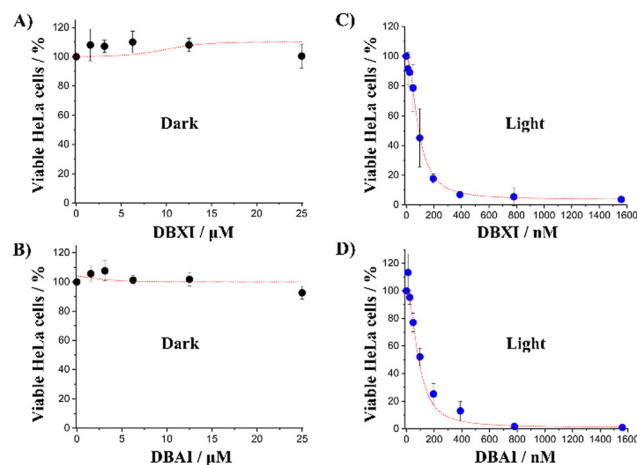 A)
Viable HeLa cells / %
120
100
80
60
40
20
0
Dark
0 5 10 15 20 25
DBXI / μM
C)
Viable HeLa cells / %
120
100
80
60
40
20
0
Light
0 200 400 600 800 1000 1200 1400 1600
DBXI / nM
B)
Viable HeLa cells / %
120
100
80
60
40
20
0
Dark
0 5 10 15 20 25
DBAI / μM
D)
Viable HeLa cells / %
120
100
80
60
40
20
0
Light
0 200 400 600 800 1000 1200 1400 1600
DBAI / nM